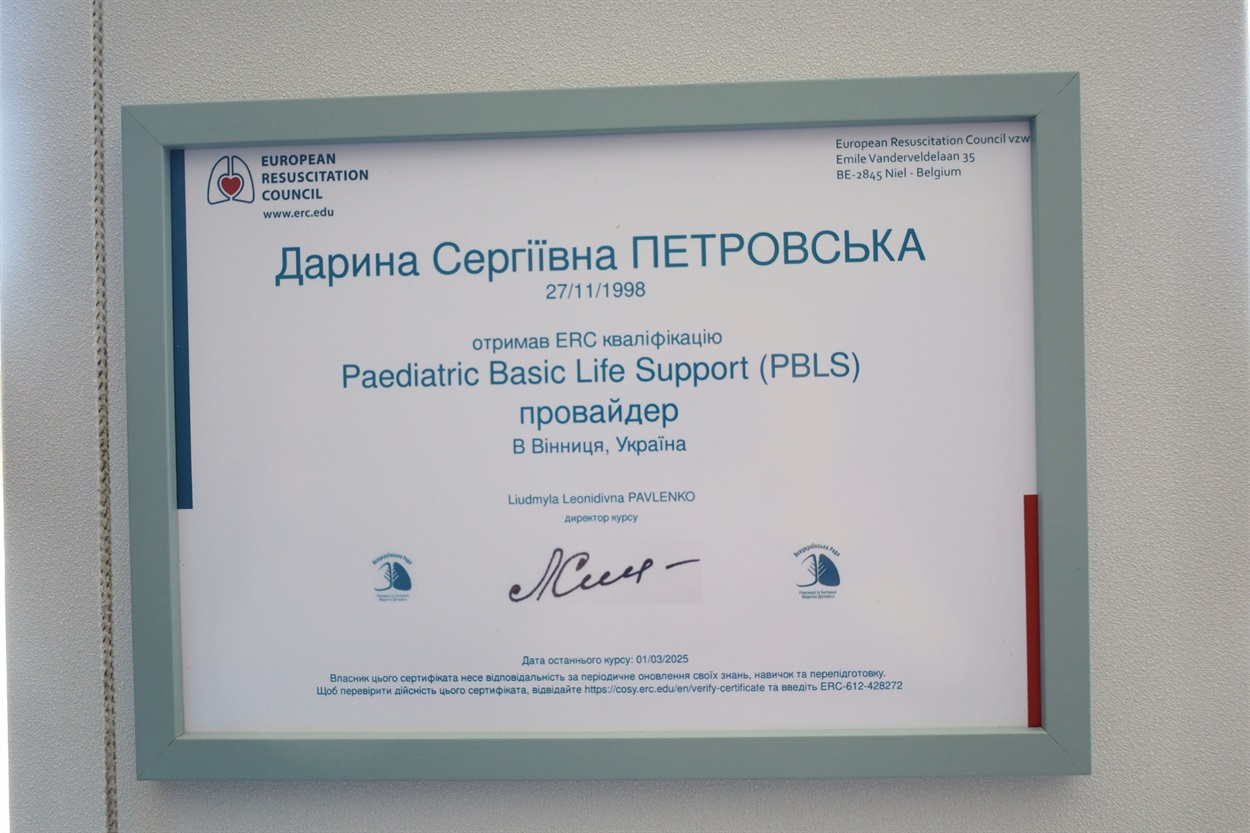 EUROPEAN
RESUSCITATION
COUNCIL
www.erc.edu
European Resuscitation Council vzw
Emile Vanderveldelaan 35
BE-2845 Niel - Belgium
Дарина Сергіївна ПЕТРОВСЬКА
27/11/1998
отримав ERC кваліфікацію
Paediatric Basic Life Support (PBLS)
провайдер
В Вінниця, Україна
Liudmyla Leonidivna PAVLENKO
директор курсу
Всеукраїнська Рада
Всеукраїнська Рада
Дата останнього курсу: 01/03/2025
Власник цього сертифіката несе відповідальність за періодичне оновлення своїх знань, навичок та перепідготовку.
Щоб перевірити дійсність цього сертифіката, відвідайте https://cosy.erc.edu/en/verify-certificate та введіть ERC-612-428272